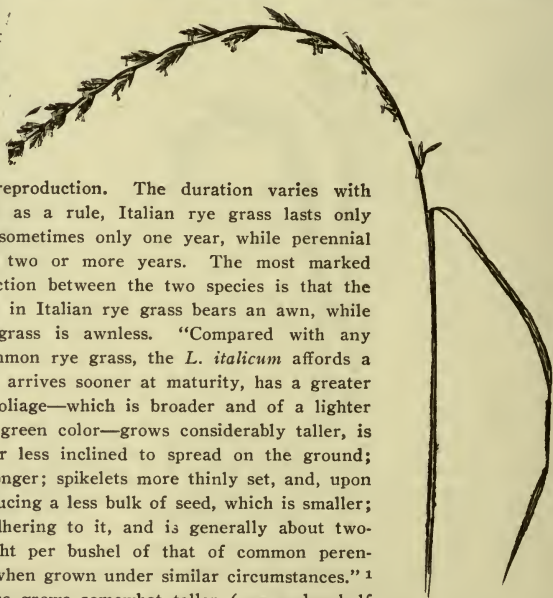 reproduction. The duration varies with
as a rule, Italian rye grass lasts only
sometimes only one year, while perennial
two or more years. The most marked
ction between the two species is that the
in Italian rye grass bears an awn, while
grass is awnless. "Compared with any
mmon rye grass, the L. italicum affords a
arrives sooner at maturity, has a greater
oliage—which is broader and of a lighter
green color—grows considerably taller, is
r less inclined to spread on the ground;
nger; spikelets more thinly set, and, upon
ucing a less bulk of seed, which is smaller;
lhering to it, and is generally about two-
ht per bushel of that of common peren-
when grown under similar circumstances." 1